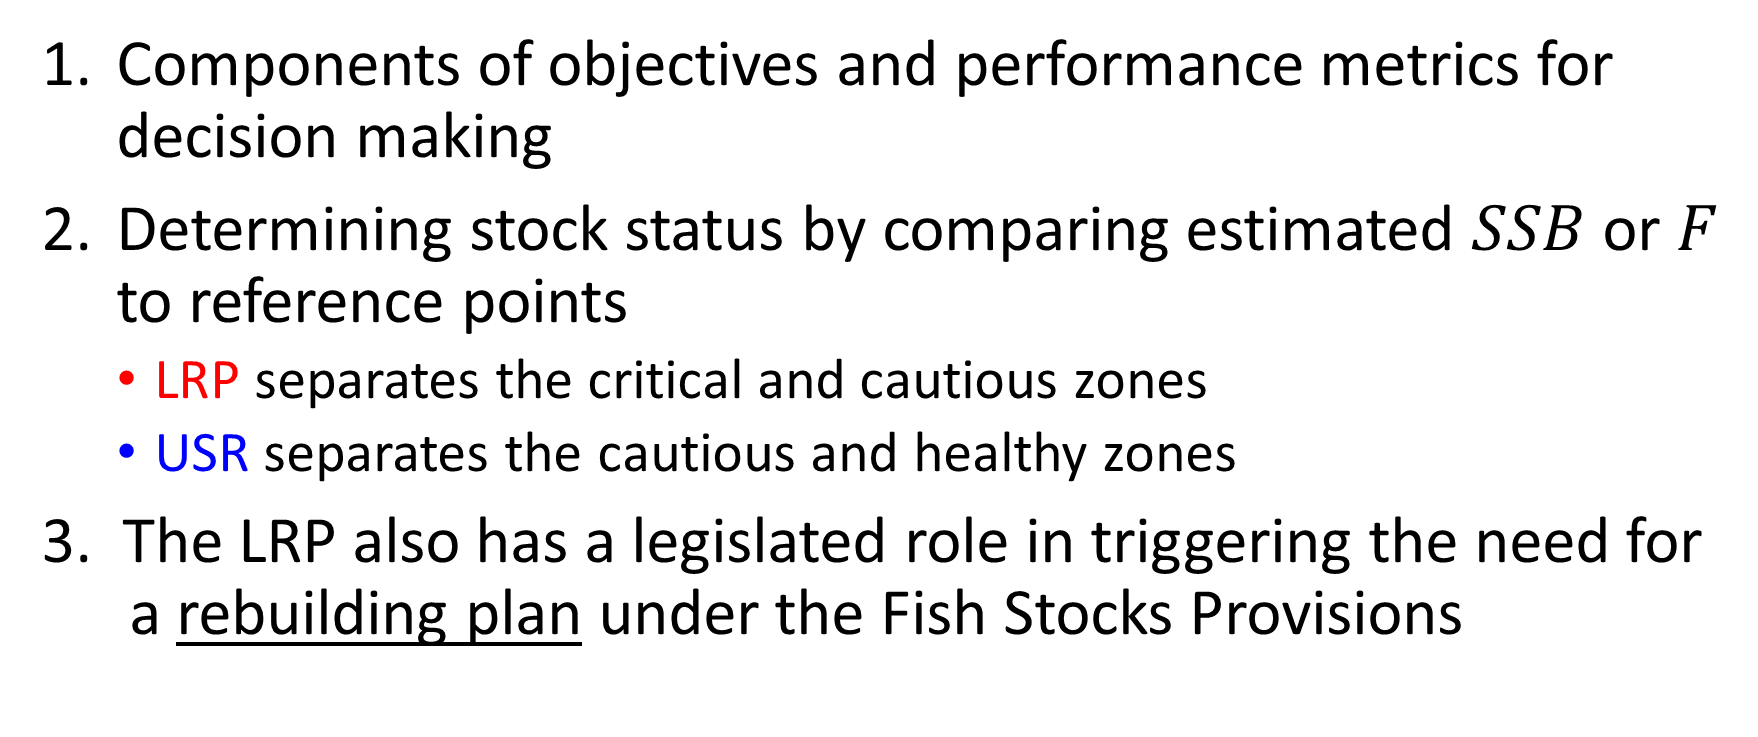 1. Components of objectives and performance metrics for
decision making
2. Determining stock status by comparing estimated SSB or F
to reference points
• LRP separates the critical and cautious zones
• USR separates the cautious and healthy zones
3. The LRP also has a legislated role in triggering the need for
a rebuilding plan under the Fish Stocks Provisions